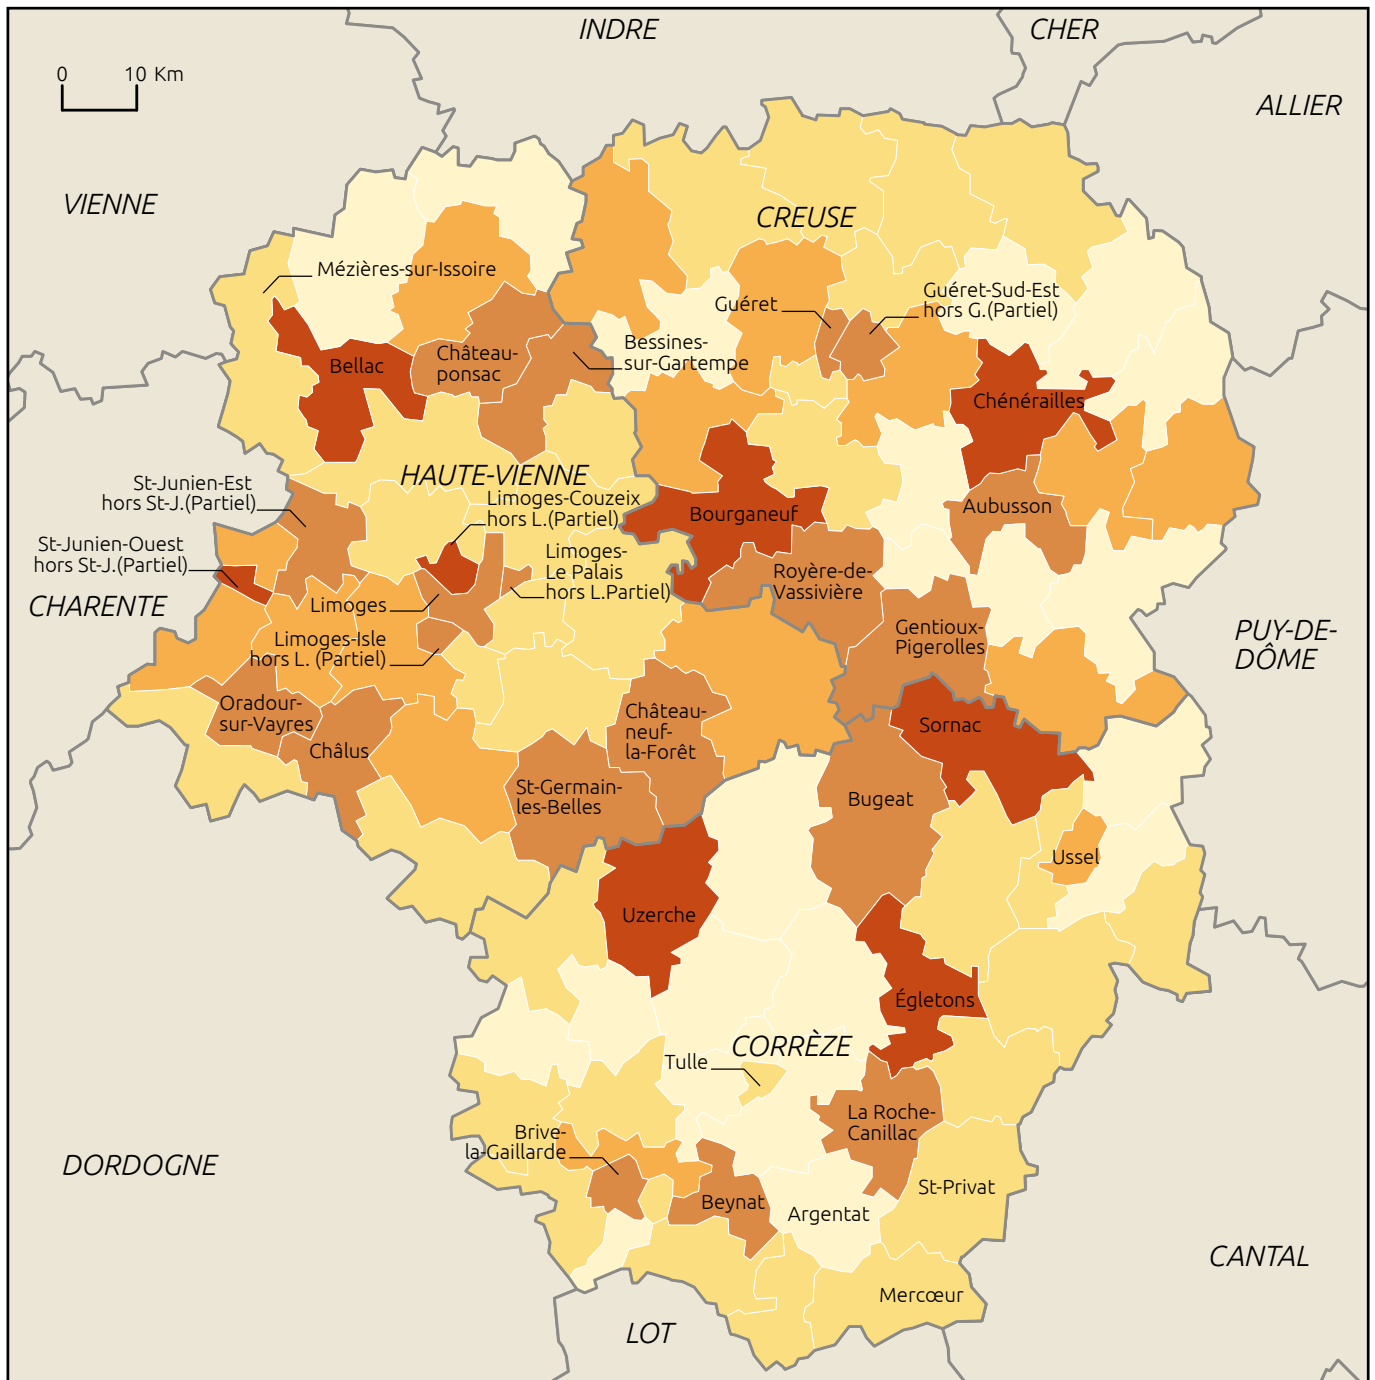 INDRE
CHER
0 10 Km
ALLIER
VIENNE
CREUSE
Mézières-sur-Issoire
Guéret
Guéret-Sud-Est
hors G.(Partiel)
Bessines-
sur-Gartempe
Château-
ponsac
Bellac
Chénérailles
HAUTE-VIENNE
St-Junien-Est
hors St-J.(Partiel)
Limoges-Couzeix
hors L.(Partiel)
Bourganeuf
Aubusson
St-Junien-Ouest
hors St-J.(Partiel)
Limoges-
Le Palais
hors L.Partiel)
Royère-de-
Vassivière
CHARENTE
Limoges
Limoges-Isle
hors L. (Partiel)
Gentioux-
Pigerolles
PUY-DE-
DÔME
Oradour-
sur-Vayres
Châlus
Château-
neuf-
la-Forêt
Sornac
St-Germain-
les-Belles
Bugeat
Ussel
Uzerche
Égletons
CORRÈZE
Tulle
La Roche-
Canillac
Brive-
la-Gaillarde
DORDOGNE
St-Privat
Beynat
Argentat
CANTAL
Mercœur
LOT